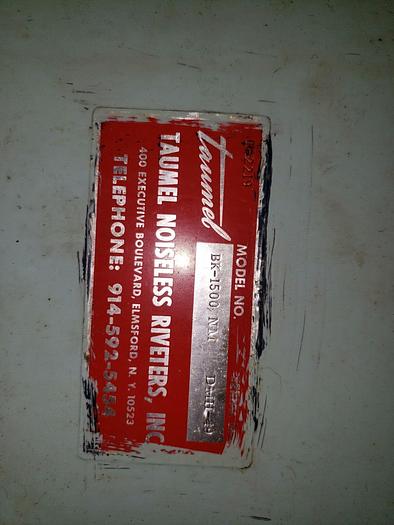 MODEL NO.
Taumel
BK-1500 NM
TAUMEL NOISELESS RIVETERS, INC
400 EXECUTIVE BOULEVARD, ELMSFORD, N. Y. 10523
TELEPHONE: 914-592-5454